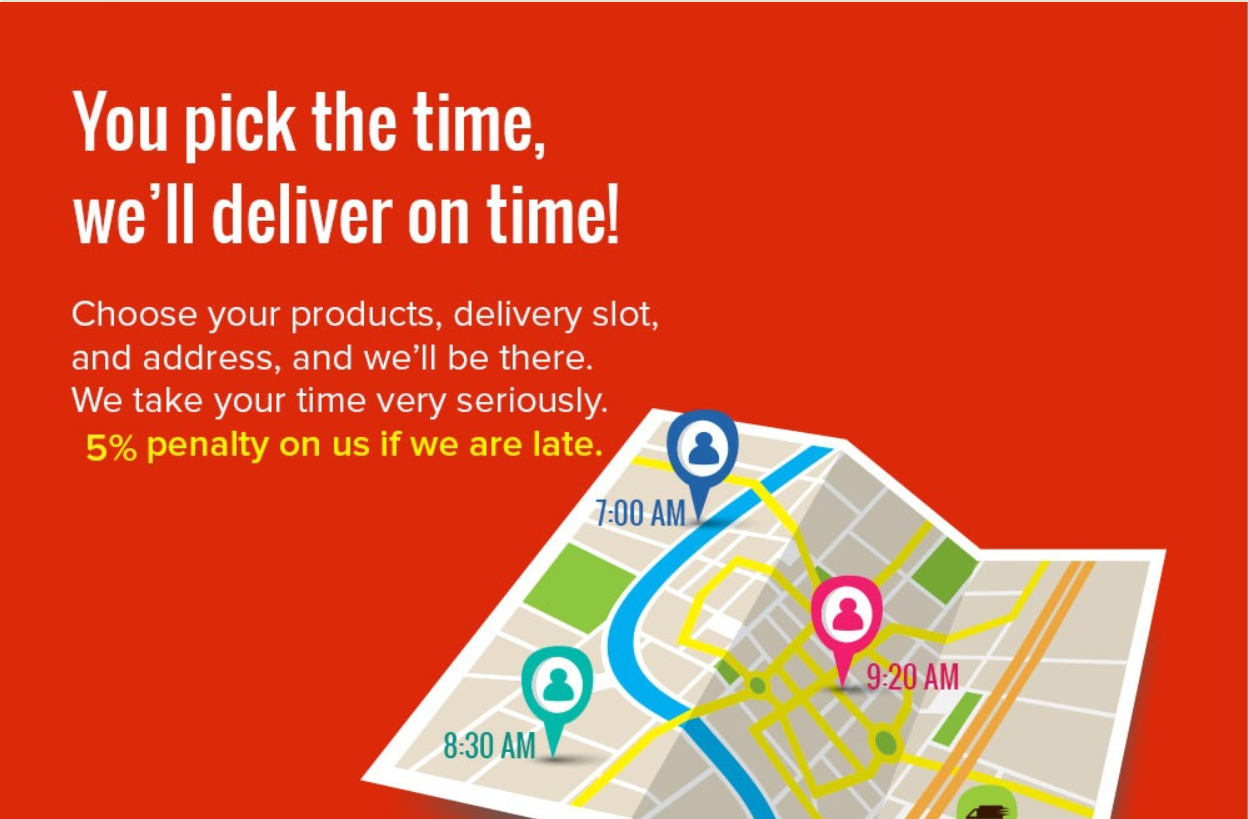 You pick the time,
we'll deliver on time!
Choose your products, delivery slot,
and address, and we'll be there.
We take your time very seriously.
5% penalty on us if we are late.
7:00 AM
9:20 AM
8:30 AM